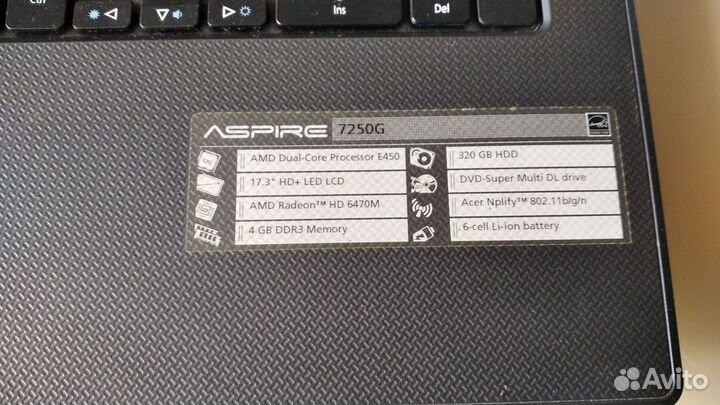 Ctrl
Ins
Del
ASPIRE 7250G
AMD Dual-Core Processor E450
320 GB HDD
17.3" HD+ LED LCD
DVD-Super Multi DL drive
AMD Radeon™ HD 6470M
Acer Nplify™ 802.11b/g/n
4 GB DDR3 Memory
6-cell Li-ion battery
CPU
Avito